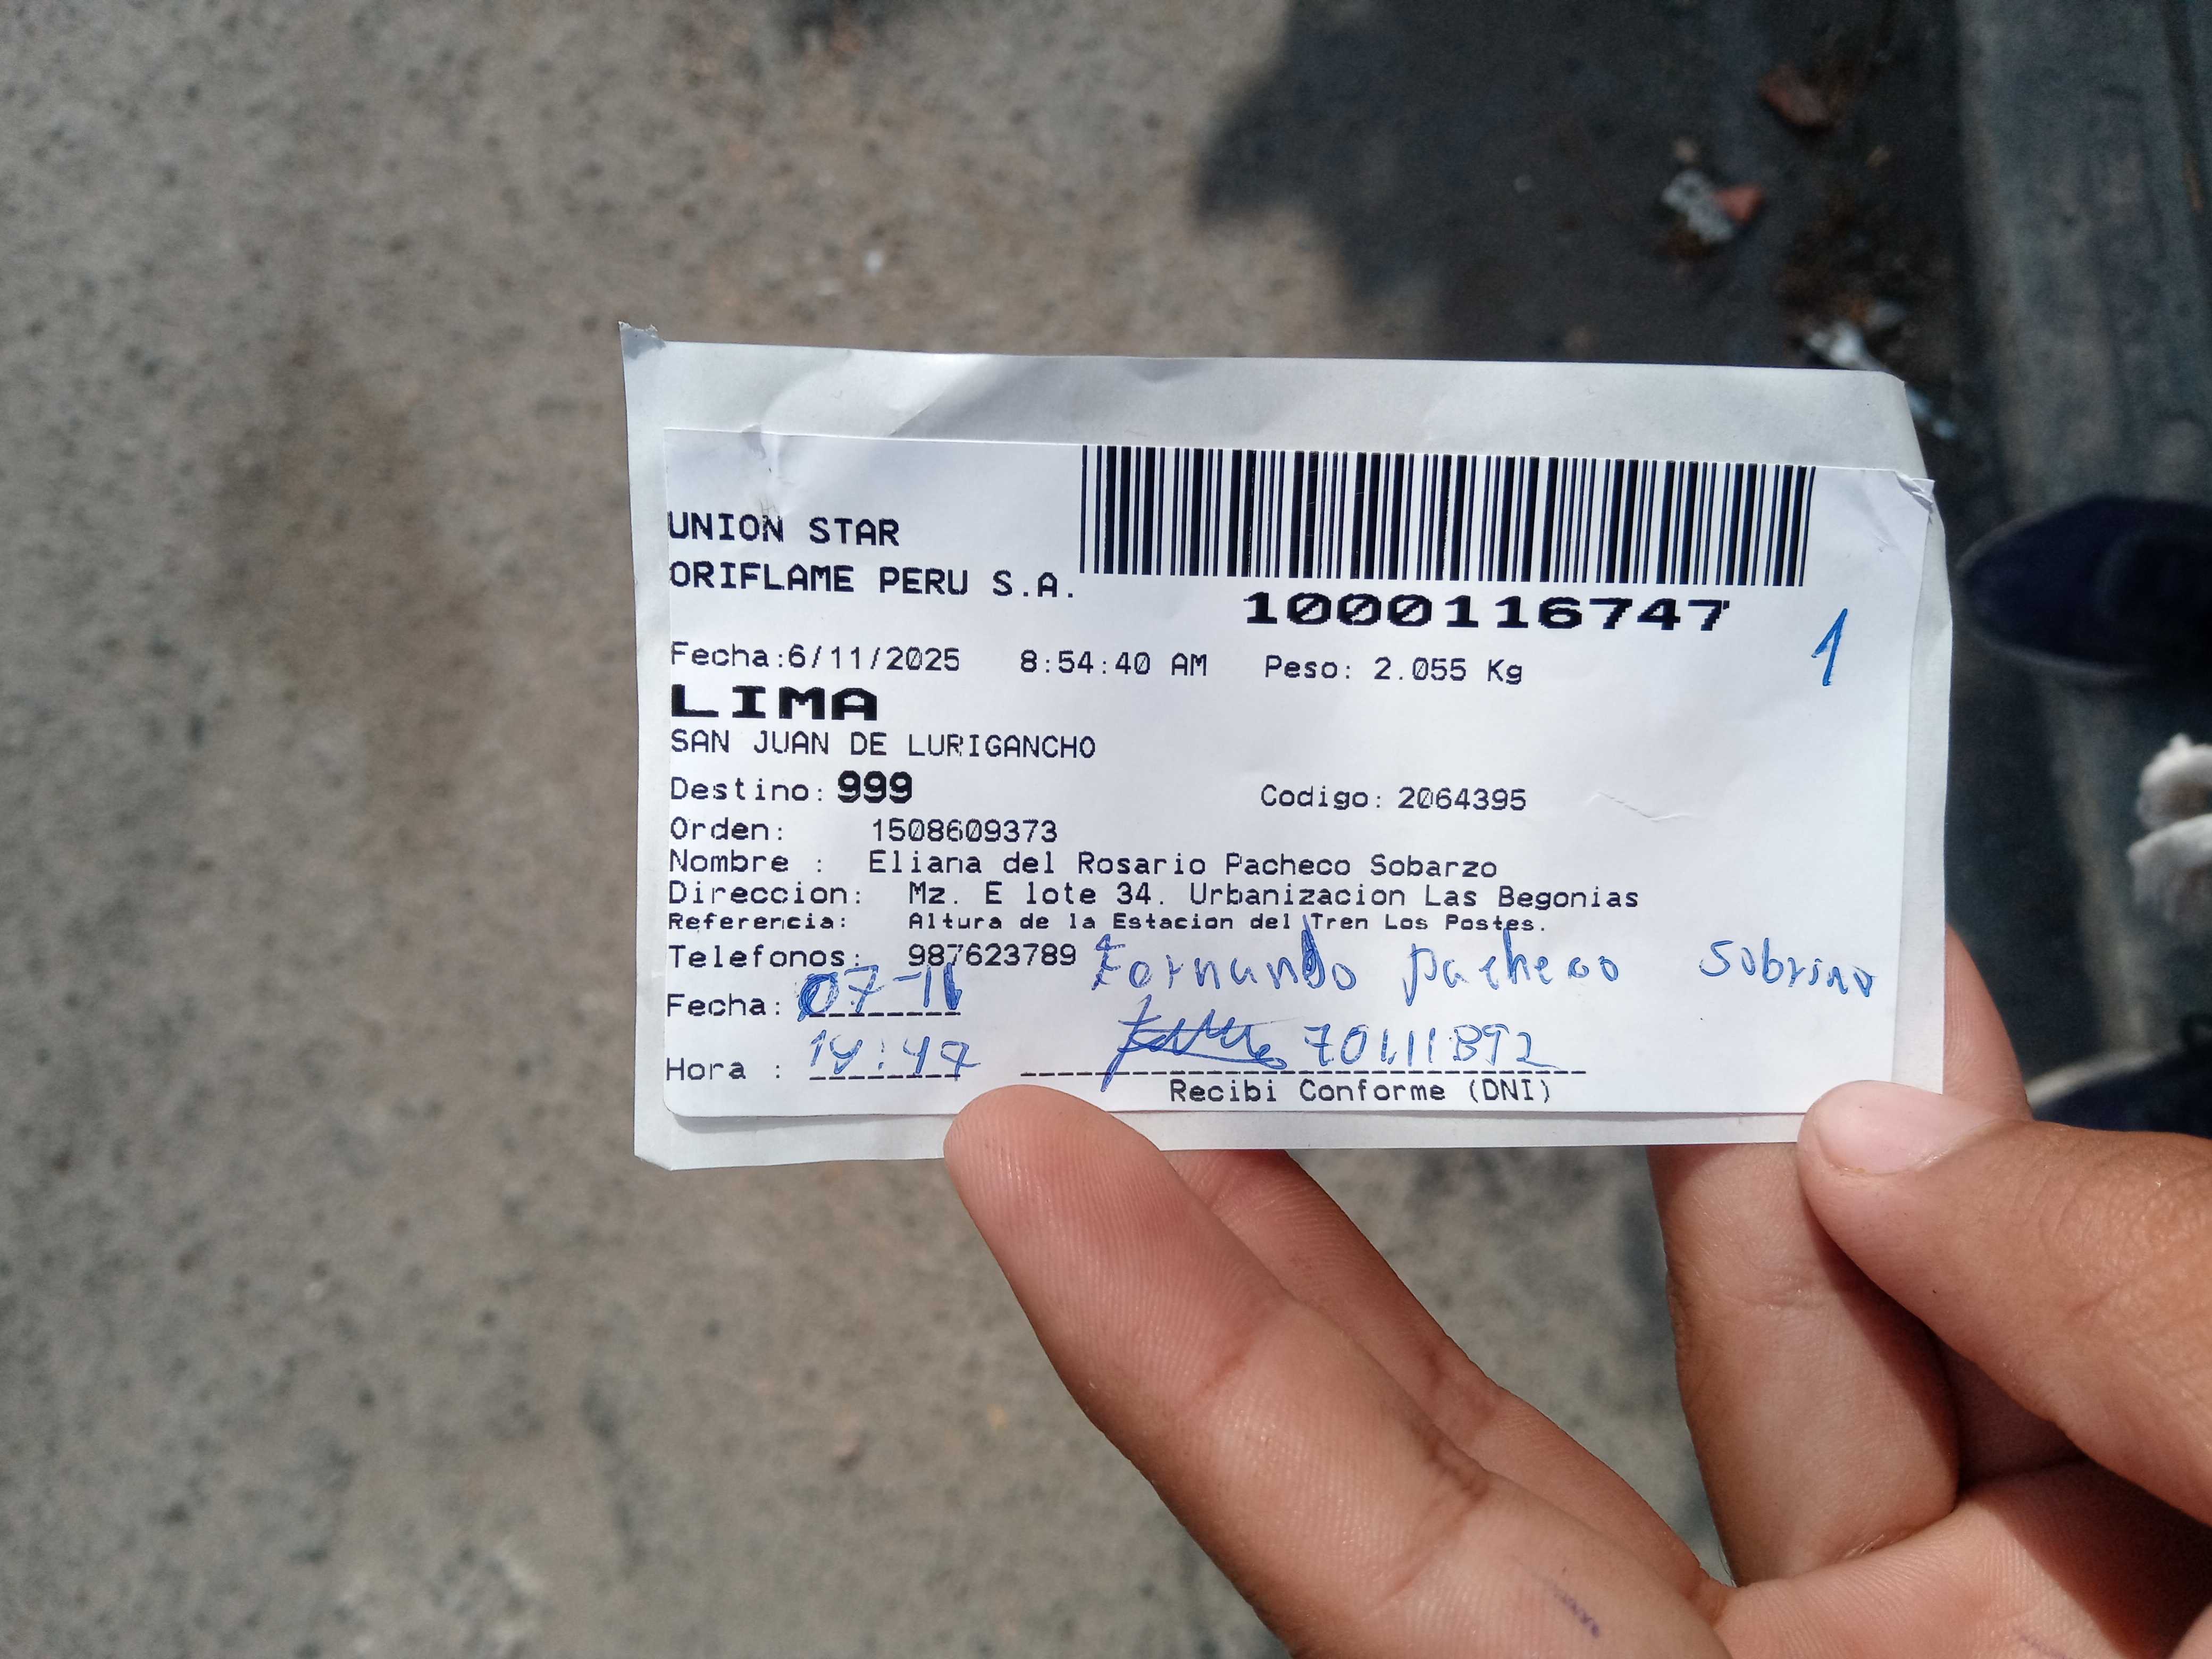 UNION STAR
ORIFLAME PERU S.A.
1000116747
1
Fecha:6/11/2025 8:54:40 AM Peso: 2.055 Kg
LIMA
SAN JUAN DE LURIGANCHO
Destino: 999 Codigo: 2064395
Orden: 1508609373
Nombre : Eliana del Rosario Pacheco Sobarzo
Direccion: Mz. E lote 34. Urbanizacion Las Begonias
Referencia: Altura de la Estacion del Tren Los Postes.
Telefonos: 987623789 Fornando pacheco Sobrino
Fecha: 07-11
Hora : 14:47 70111892
Recibi Conforme (DNI)